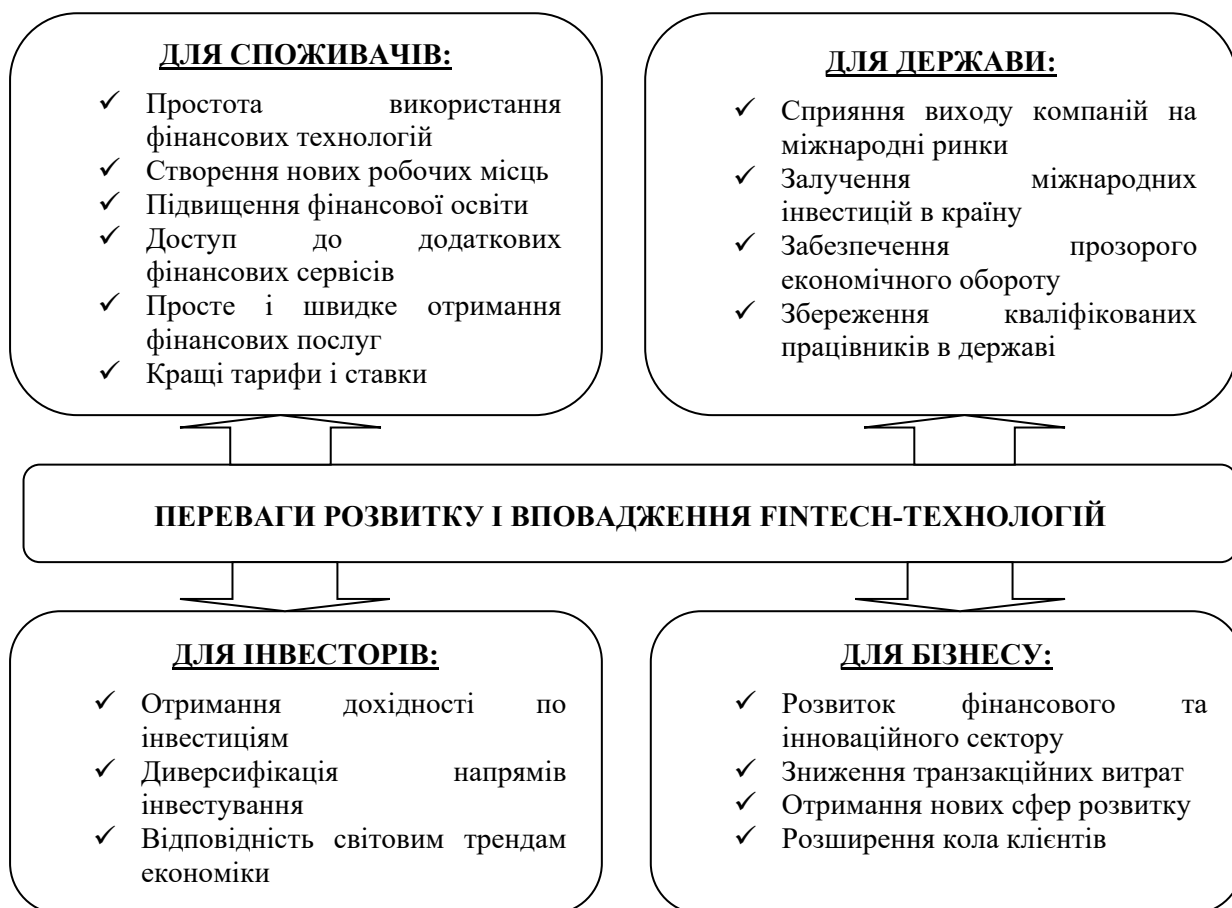 ДЛЯ СПОЖИВАЧІВ:
✓ Простота використання
фінансових технологій
✓ Створення нових робочих місць
✓ Підвищення фінансової освіти
✓ Доступ до додаткових
фінансових сервісів
✓ Просте і швидке отримання
фінансових послуг
✓ Кращі тарифи і ставки
ДЛЯ ДЕРЖАВИ:
✓ Сприяння виходу компаній на
міжнародні ринки
✓ Залучення міжнародних
інвестицій в країну
✓ Забезпечення прозорого
економічного обороту
✓ Збереження кваліфікованих
працівників в державі
ПЕРЕВАГИ РОЗВИТКУ І ВПОВАДЖЕННЯ FINTECH-ТЕХНОЛОГІЙ
ДЛЯ ІНВЕСТОРІВ:
✓ Отримання дохідності по
інвестиціям
✓ Диверсифікація напрямів
інвестування
✓ Відповідність світовим трендам
економіки
ДЛЯ БІЗНЕСУ:
✓ Розвиток фінансового та
інноваційного сектору
✓ Зниження транзакційних витрат
✓ Отримання нових сфер розвитку
✓ Розширення кола клієнтів